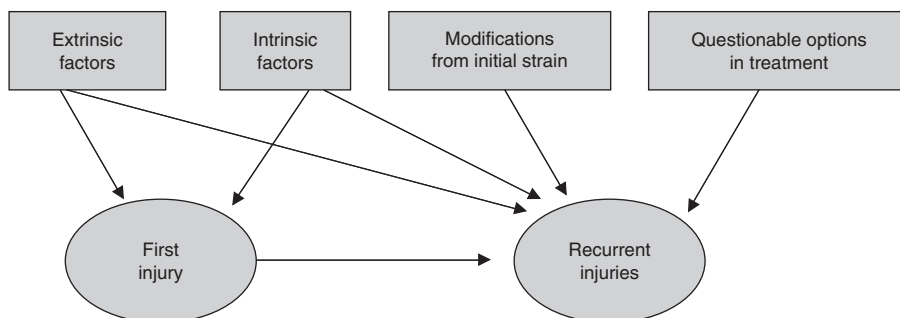 Extrinsic
factors
Intrinsic
factors
Modifications
from initial strain
Questionable options
in treatment
First
injury
Recurrent
injuries